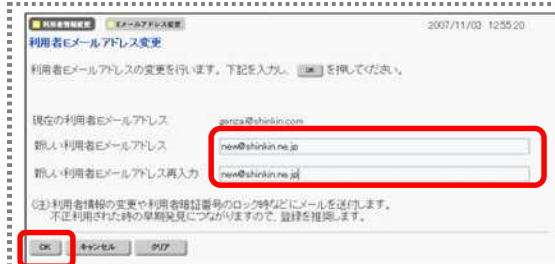 利用者情報変更 Eメールアドレス変更 2007/11/03 12:55:20
利用者Eメールアドレス変更
利用者Eメールアドレスの変更を行います。下記を入力し、 OK を押してください。
現在の利用者Eメールアドレス genzai@shinkin.com
新しい利用者Eメールアドレス new@shinkin.ne.jp
新しい利用者Eメールアドレス再入力 new@shinkin.ne.jp
(注)利用者情報の変更や利用者暗証番号のロック時などにメールを送付します。
不正利用された時の早期発見につながりますので、登録を推奨します。
OK キャンセル クリア